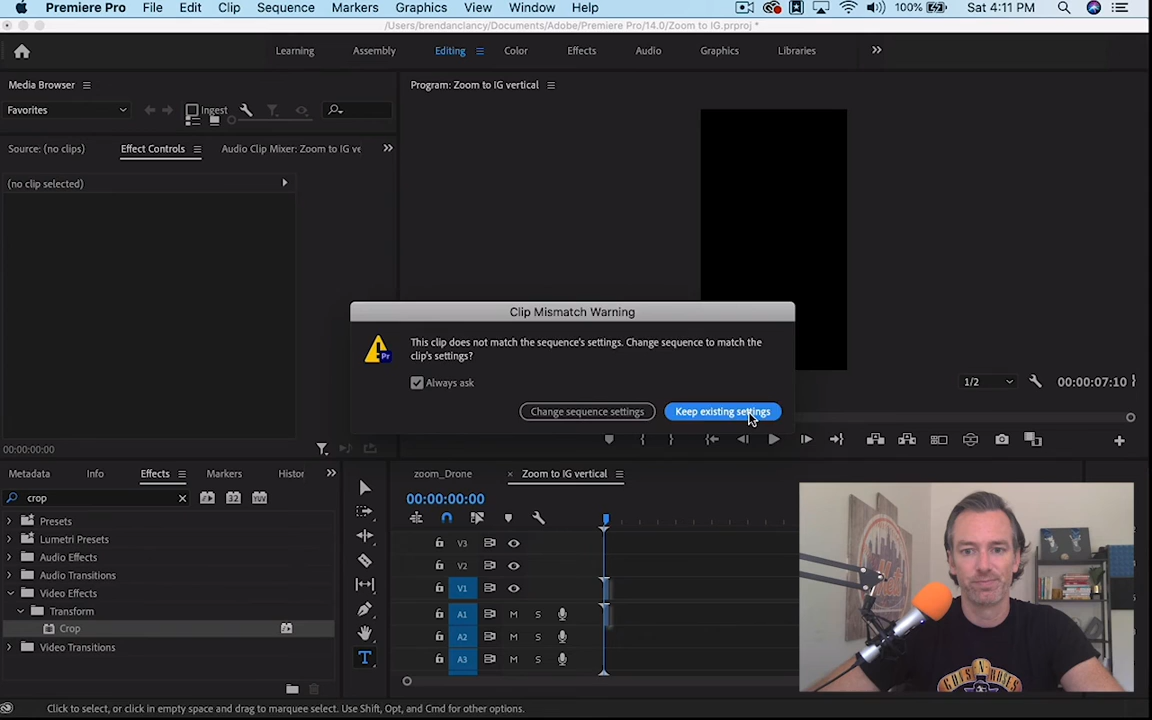 Premiere Pro File Edit Clip Sequence Markers Graphics View Window Help 100% Sat 4:11 PM
/Users/brendanclancy/Documents/Adobe/Premiere Pro/14.0/Zoom to IG.prproj *
Learning Assembly Editing Color Effects Audio Graphics Libraries
Media Browser
Program: Zoom to IG vertical
Favorites
Ingest
Source: (no clips) Effect Controls Audio Clip Mixer: Zoom to IG ve
(no clip selected)
Clip Mismatch Warning
This clip does not match the sequence's settings. Change sequence to match the
clip's settings?
Always ask
Change sequence settings Keep existing settings
1/2 00:00:07:10
00:00:00:00
Metadata Info Effects Markers Histor
zoom_Drone × Zoom to IG vertical
crop
00:00:00:00
Presets
Lumetri Presets
Audio Effects
Audio Transitions
Video Effects
Transform
Crop
Video Transitions
V3
V2
V1
A1 M S
A2 M S
A3 M S
Click to select, or click in empty space and drag to marquee select. Use Shift, Opt, and Cmd for other options.
GUNS N ROSES